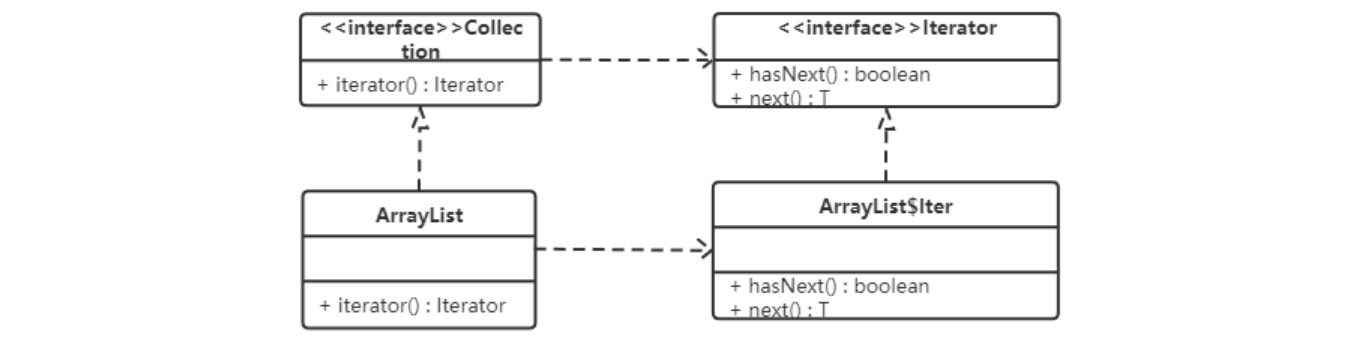 <<interface>>Collec
tion
+ iterator() : Iterator
<<interface>>Iterator
+ hasNext() : boolean
+ next() : T
ArrayList
+ iterator() : Iterator
ArrayList$Iter
+ hasNext() : boolean
+ next() : T